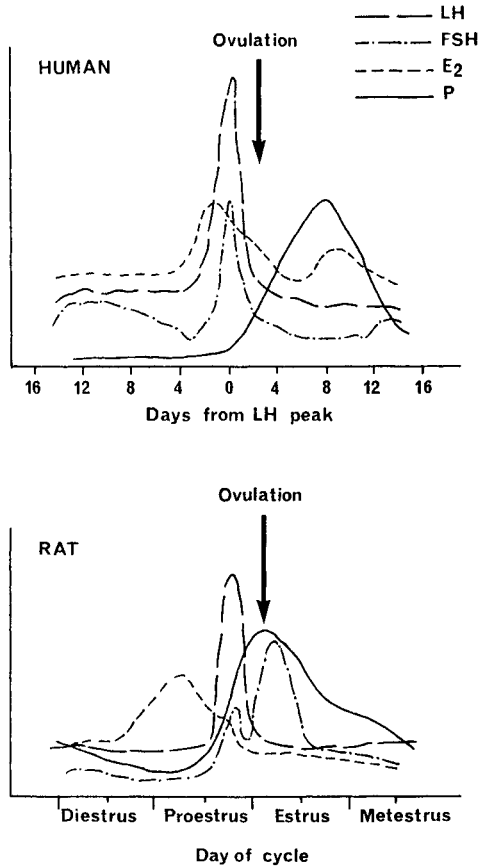 LH
FSH
E2
P
Ovulation
HUMAN
16 12 8 4 0 4 8 12 16
Days from LH peak
Ovulation
RAT
Diestrus Proestrus Estrus Metestrus
Day of cycle